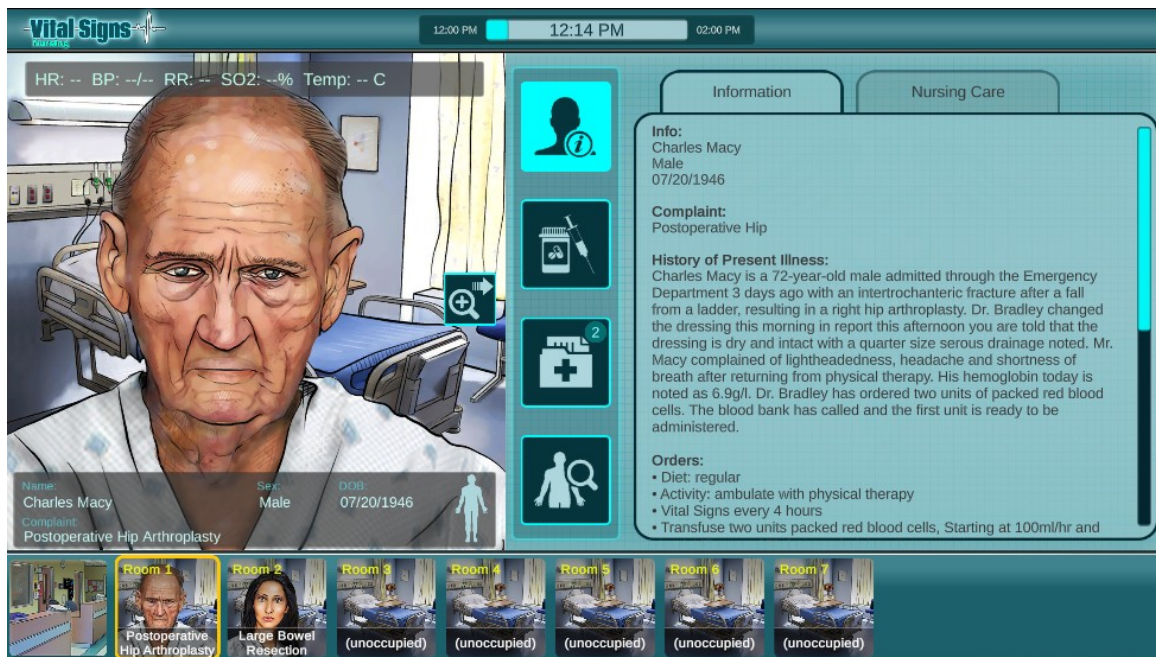 Vital Signs
NURSING
12:00 PM
12:14 PM
02:00 PM
HR: -- BP: --/-- RR: -- SO2: --% Temp: -- C
Name:
Charles Macy
Sex:
Male
DOB:
07/20/1946
Complaint:
Postoperative Hip Arthroplasty
2
Information
Nursing Care
Info:
Charles Macy
Male
07/20/1946
Complaint:
Postoperative Hip
History of Present Illness:
Charles Macy is a 72-year-old male admitted through the Emergency
Department 3 days ago with an intertrochanteric fracture after a fall
from a ladder, resulting in a right hip arthroplasty. Dr. Bradley changed
the dressing this morning in report this afternoon you are told that the
dressing is dry and intact with a quarter size serous drainage noted. Mr.
Macy complained of lightheadedness, headache and shortness of
breath after returning from physical therapy. His hemoglobin today is
noted as 6.9g/l. Dr. Bradley has ordered two units of packed red blood
cells. The blood bank has called and the first unit is ready to be
administered.
Orders:
• Diet: regular
• Activity: ambulate with physical therapy
• Vital Signs every 4 hours
• Transfuse two units packed red blood cells, Starting at 100ml/hr and
Room 1
Postoperative
Hip Arthroplasty
Room 2
Large Bowel
Resection
Room 3
(unoccupied)
Room 4
(unoccupied)
Room 5
(unoccupied)
Room 6
(unoccupied)
Room 7
(unoccupied)